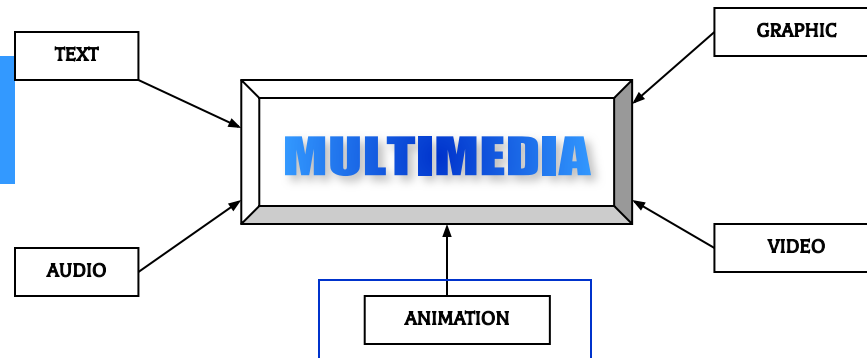 GRAPHIC
TEXT
MULTIMEDIA
AUDIO
VIDEO
ANIMATION